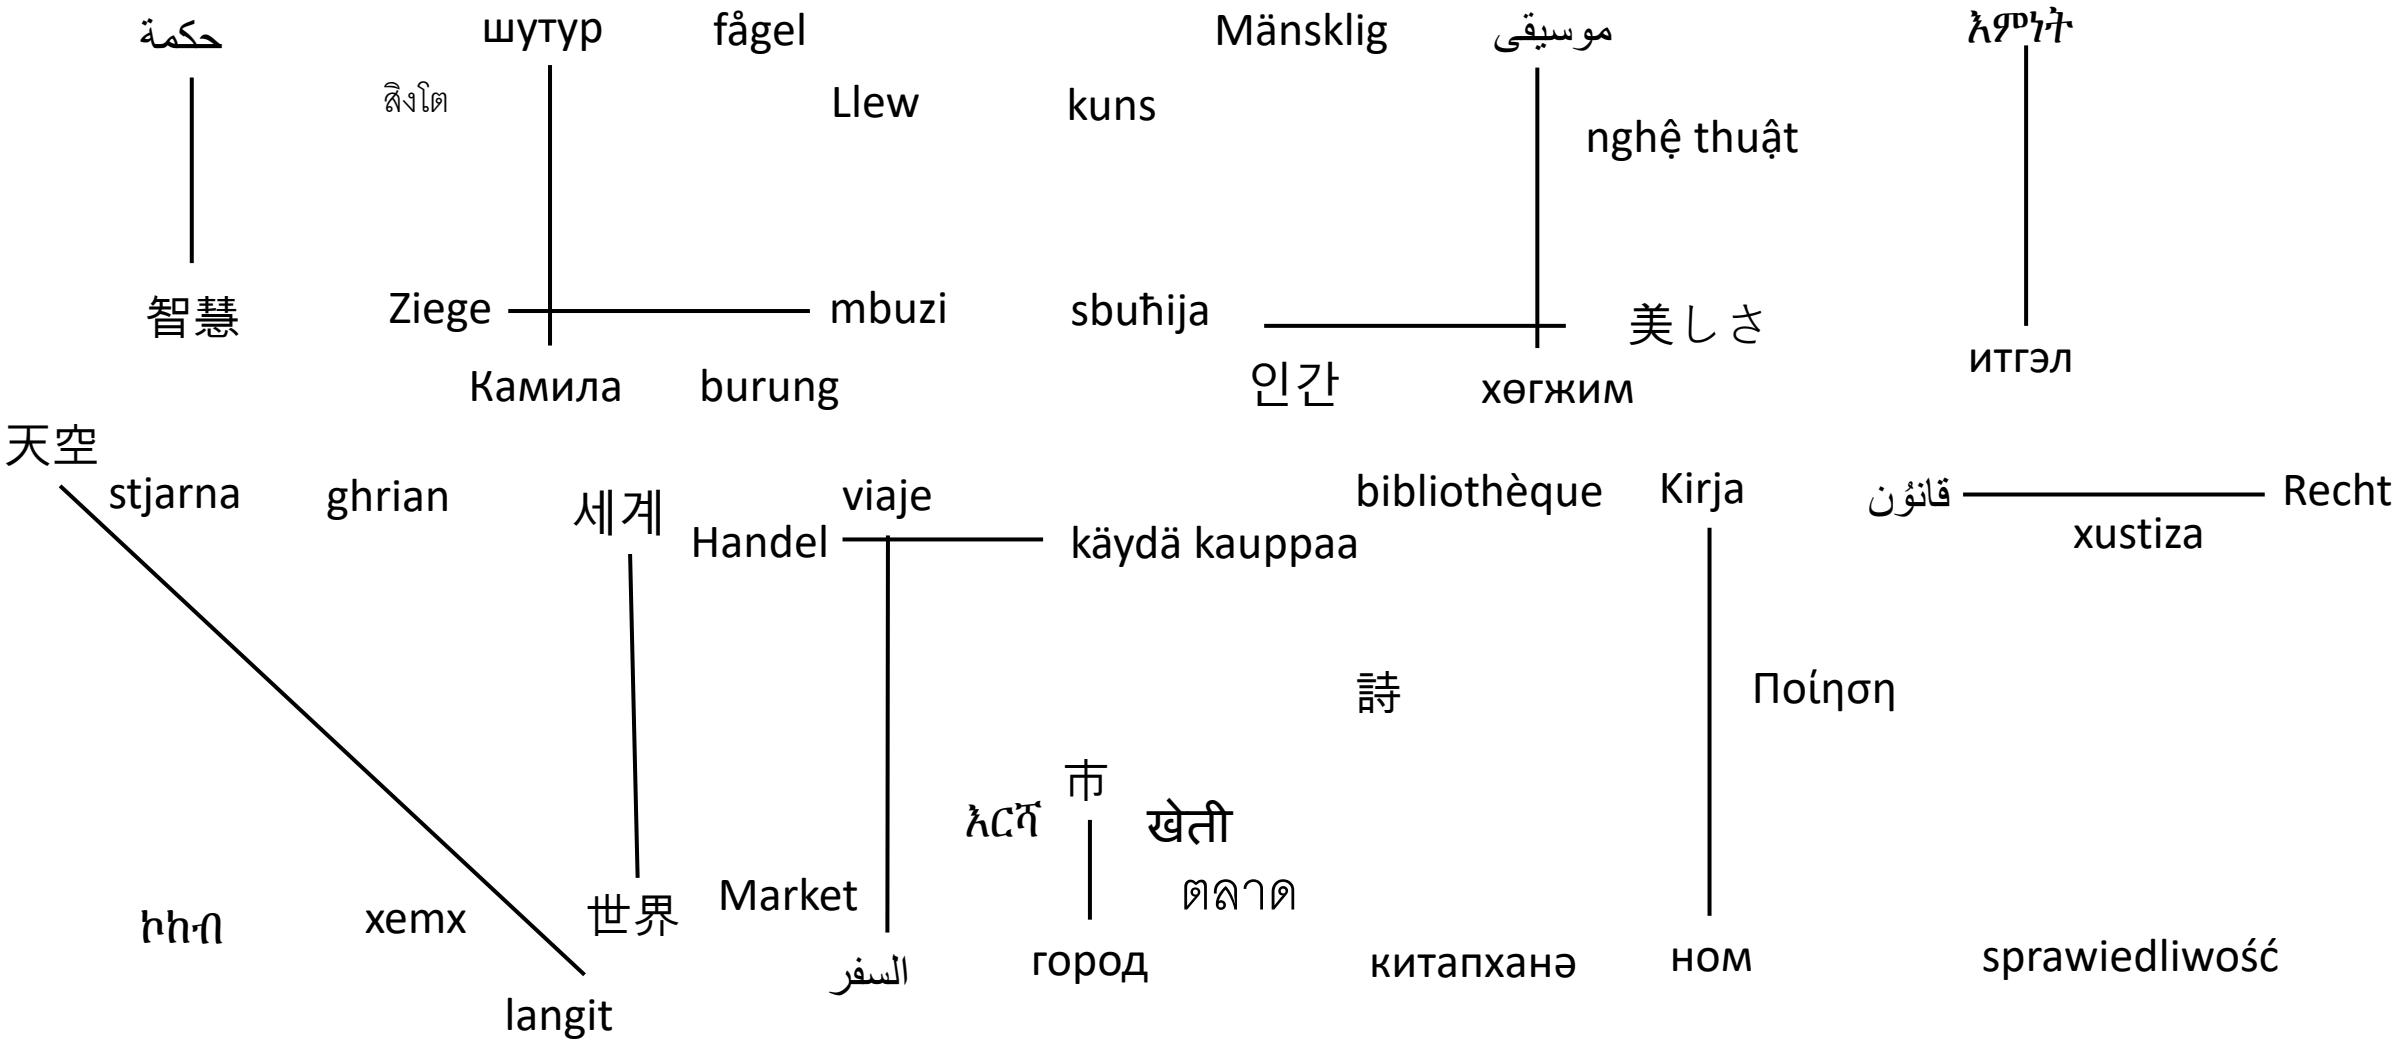 حكمة
шутур
fågel
Mänsklig
موسيقى
እምነት
สิงโต
Llew
kuns
nghệ thuật
智慧
Ziege
mbuzi
sbuħija
美しさ
итгэл
Камила
burung
인간
хөгжим
天空
stjarna
ghrian
세계
viaje
bibliothèque
Kirja
قانۇن
Recht
Handel
käydä kauppaa
xustiza
詩
Ποίηση
市
እርሻ
खेती
Market
ตลาด
ኮከብ
xemx
世界
السفر
город
китапханә
ном
sprawiedliwość
langit